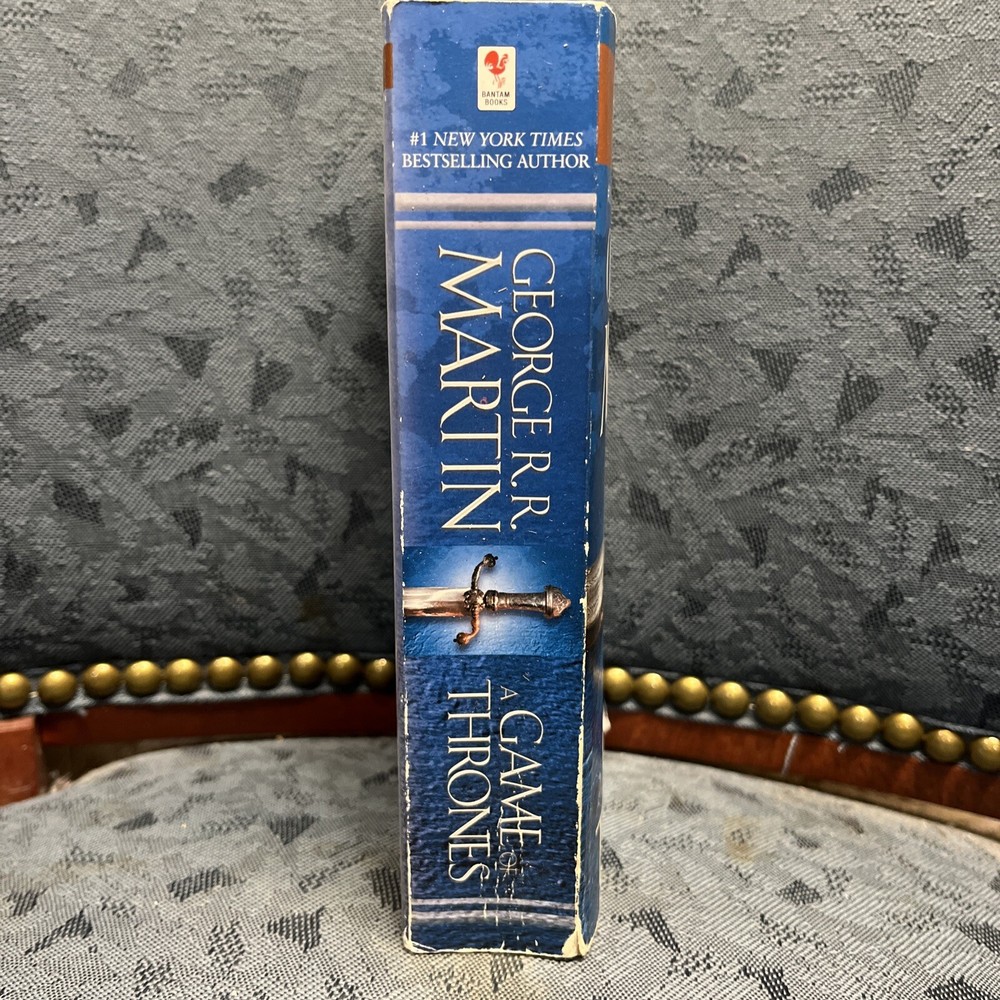 BANTAM
BOOKS
#1 NEW YORK TIMES
BESTSELLING AUTHOR
GEORGE R. R.
MARTIN
A GAME OF
THRONES